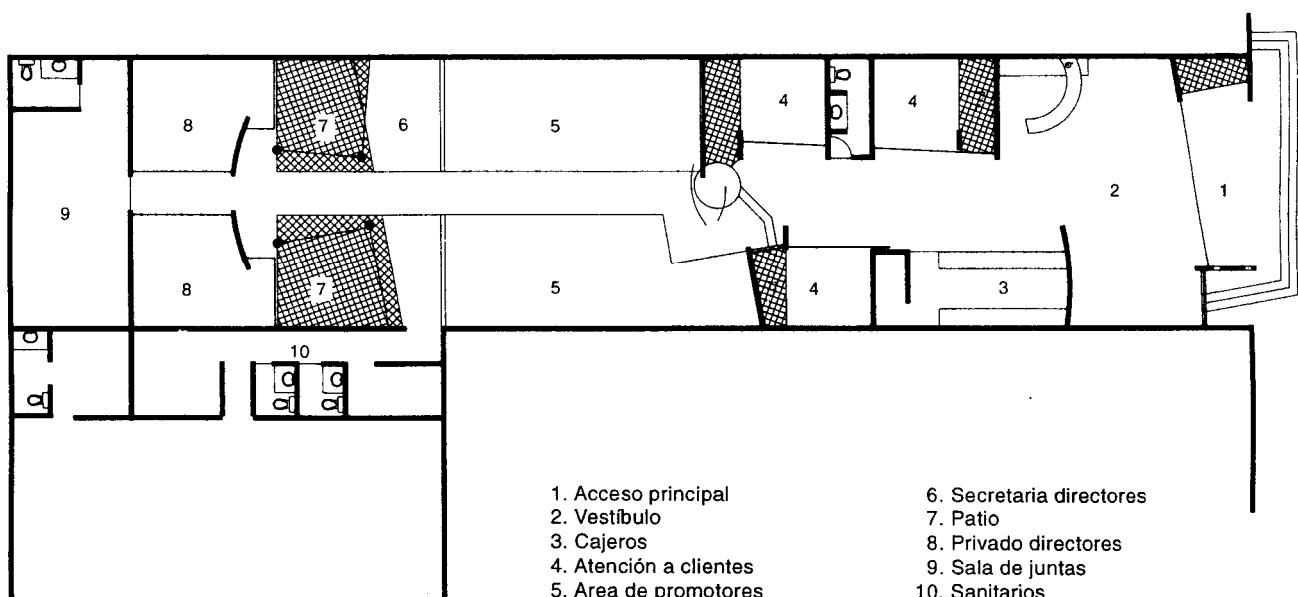 8
7
6
5
4
4
9
2
1
8
7
5
4
3
10
1. Acceso principal
2. Vestíbulo
3. Cajeros
4. Atención a clientes
5. Area de promotores
6. Secretaria directores
7. Patio
8. Privado directores
9. Sala de juntas
10. Sanitarios